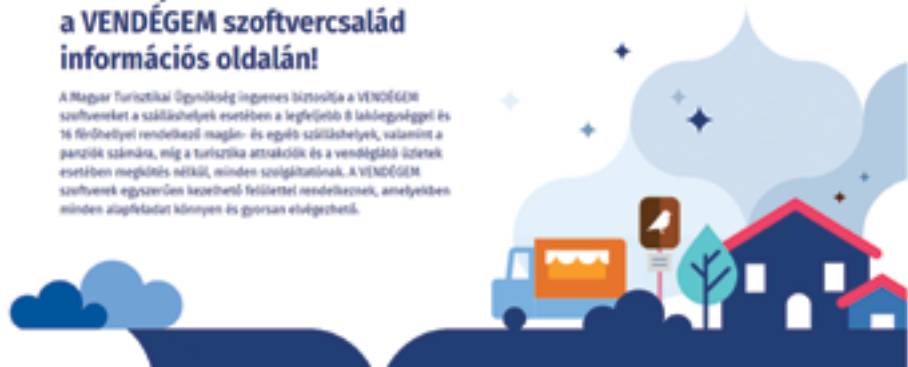 a VENDÉGEM szoftvercsalád
információs oldalán!
A Magyar Turisztikai Ügynökség ingyenes biztosítja a VENDÉGEM
szoftvereket a szálláshelyek esetében a legfeljebb 8 lakóegységgel és
16 férőhellyel rendelkező magán- és egyéb szálláshelyek, valamint a
panziók számára, míg a turisztika attrakciók és a vendéglátó üzletek
esetében megkötés nélkül, minden szolgáltatónak. A VENDÉGEM
szoftverek egyszerűen kezelhető felülettel rendelkeznek, amelyekben
minden alapfeladat könnyen és gyorsan elvégezhető.